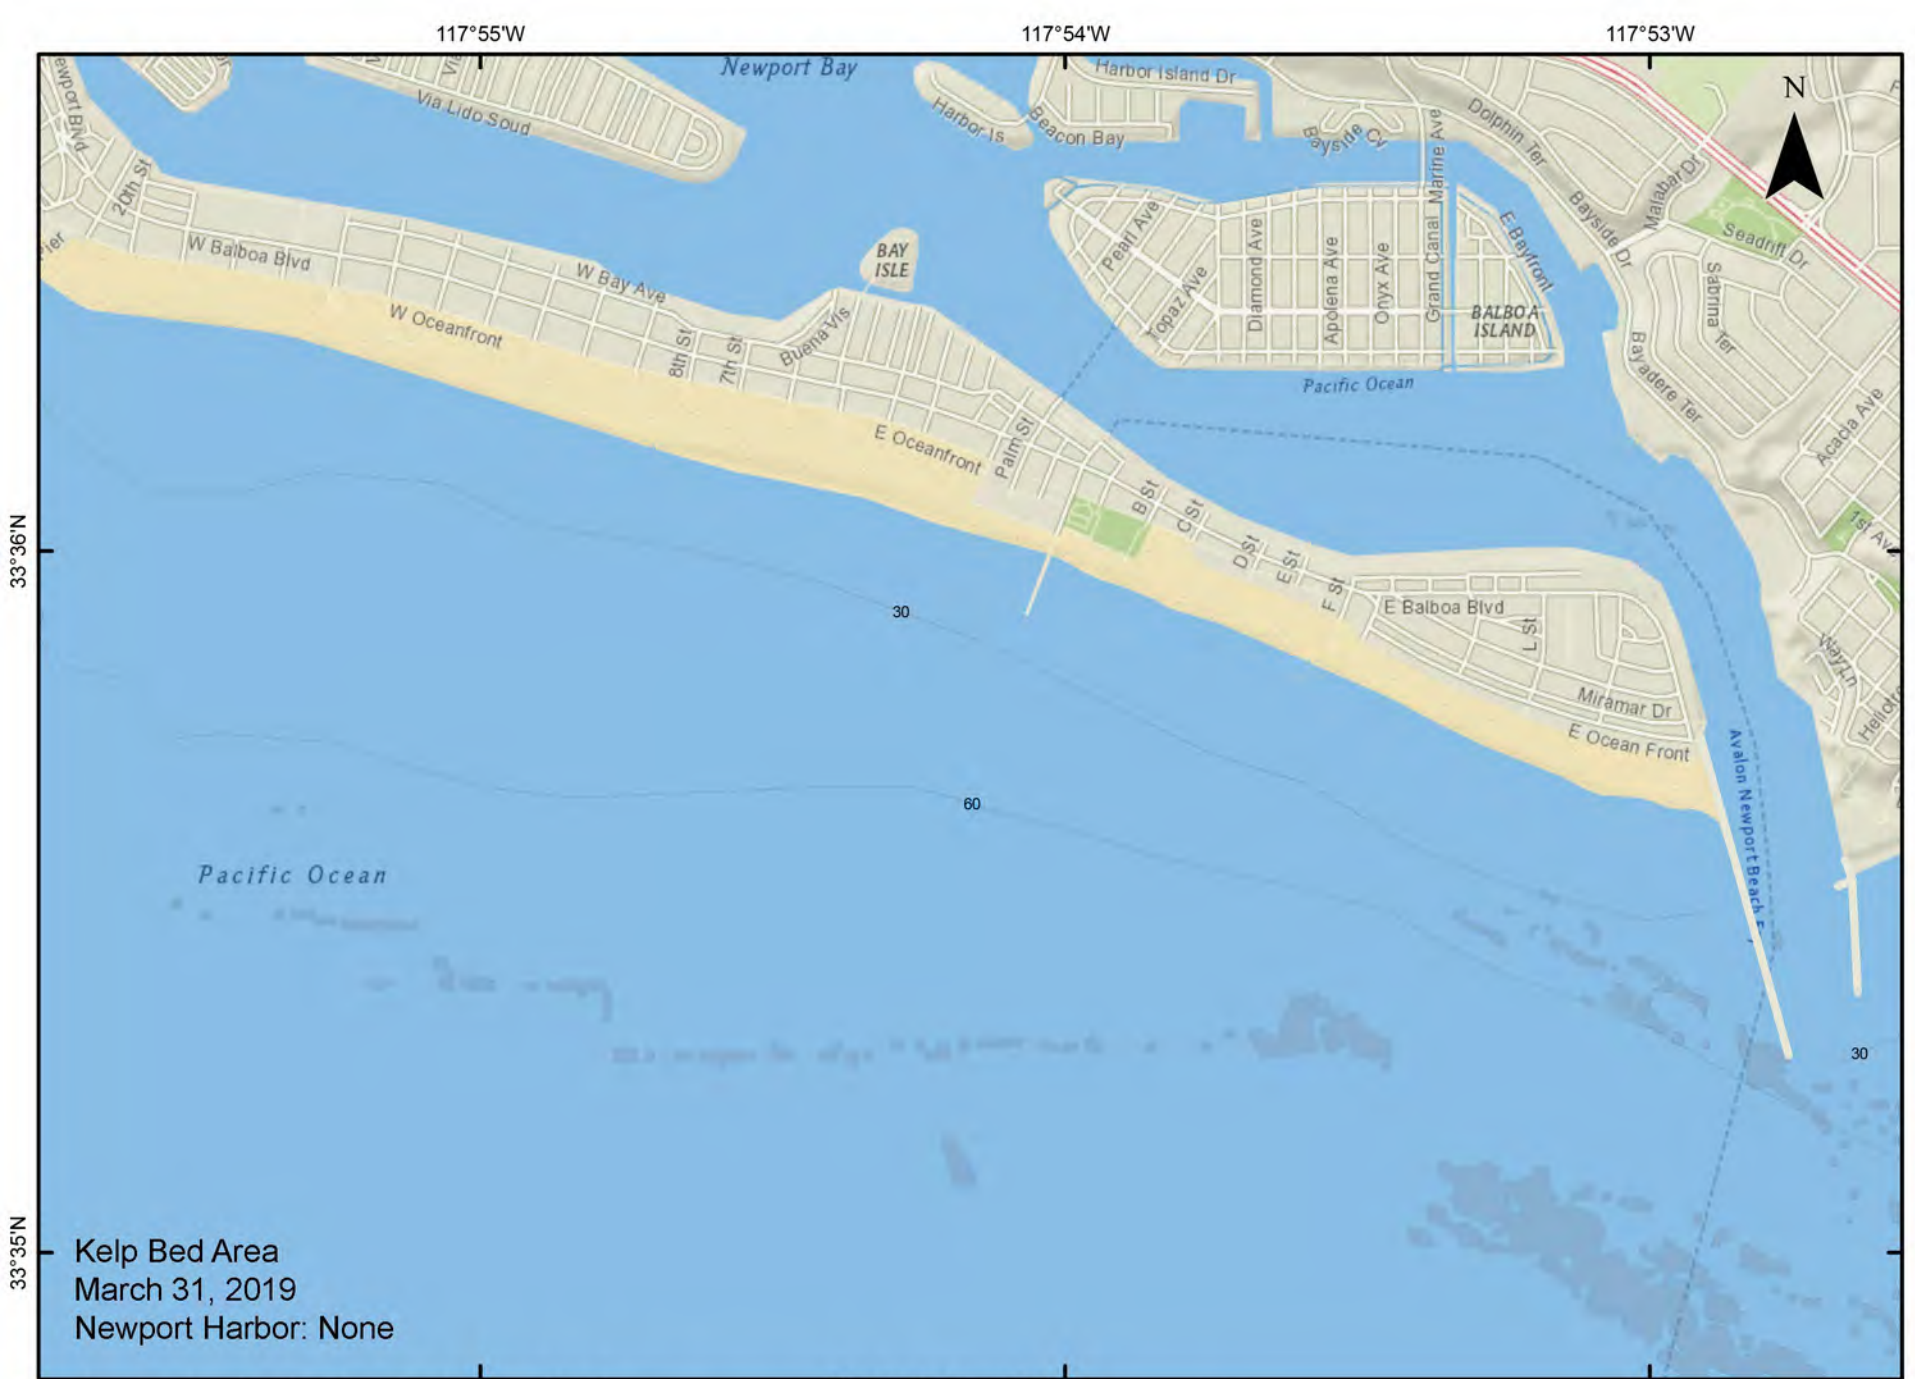 117°55'W
117°54'W
117°53'W
33°36'N
33°35'N
N
Newport Bay
Via Lido Soud
Harbor Is
Harbor Island Dr
Beacon Bay
Bayside Cv
Grand Canal
Marine Ave
Dolphin Ter
Malabar Dr
Bayside Dr
Seadrift Dr
E Bayfront
Sabrina Ter
20th St
W Balboa Blvd
W Bay Ave
W Oceanfront
BAY
ISLE
Buena Vis
8th St
7th St
Pearl Ave
Topaz Ave
Diamond Ave
Apolena Ave
Onyx Ave
BALBOA
ISLAND
Pacific Ocean
Bayadere Ter
Acacia Ave
1st Ave
E Oceanfront
Palm St
B St
C St
D St
E St
F St
E Balboa Blvd
L St
Miramar Dr
E Ocean Front
Way Ln
Avalon Newport Beach
30
60
30
Pacific Ocean
Kelp Bed Area
March 31, 2019
Newport Harbor: None